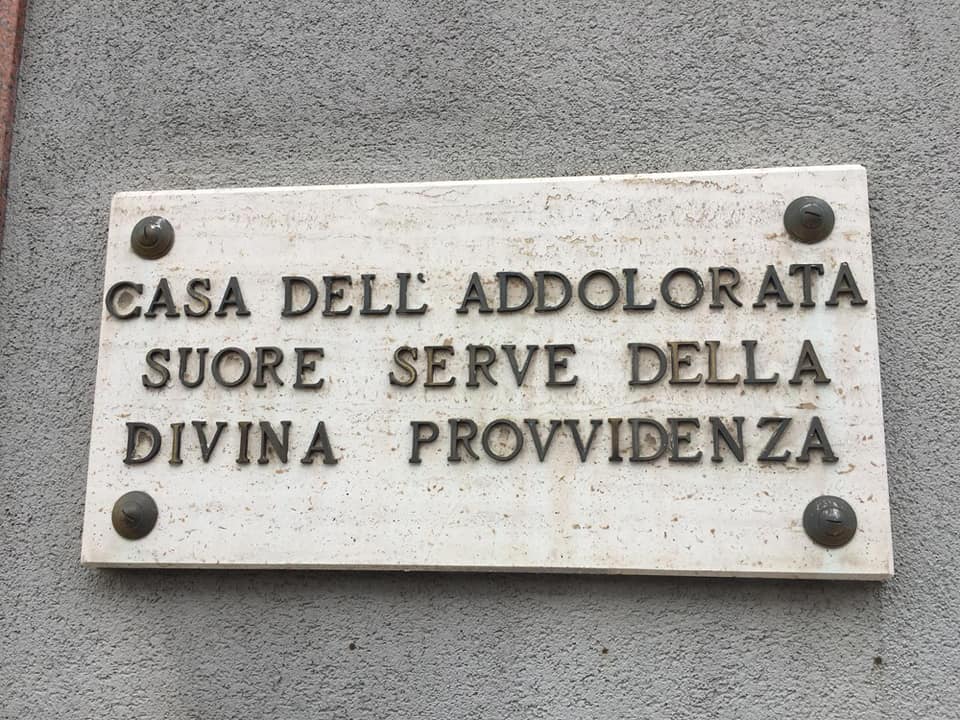 CASA DELL' ADDOLORATA
SUORE SERVE DELLA
DIVINA PROVVIDENZA